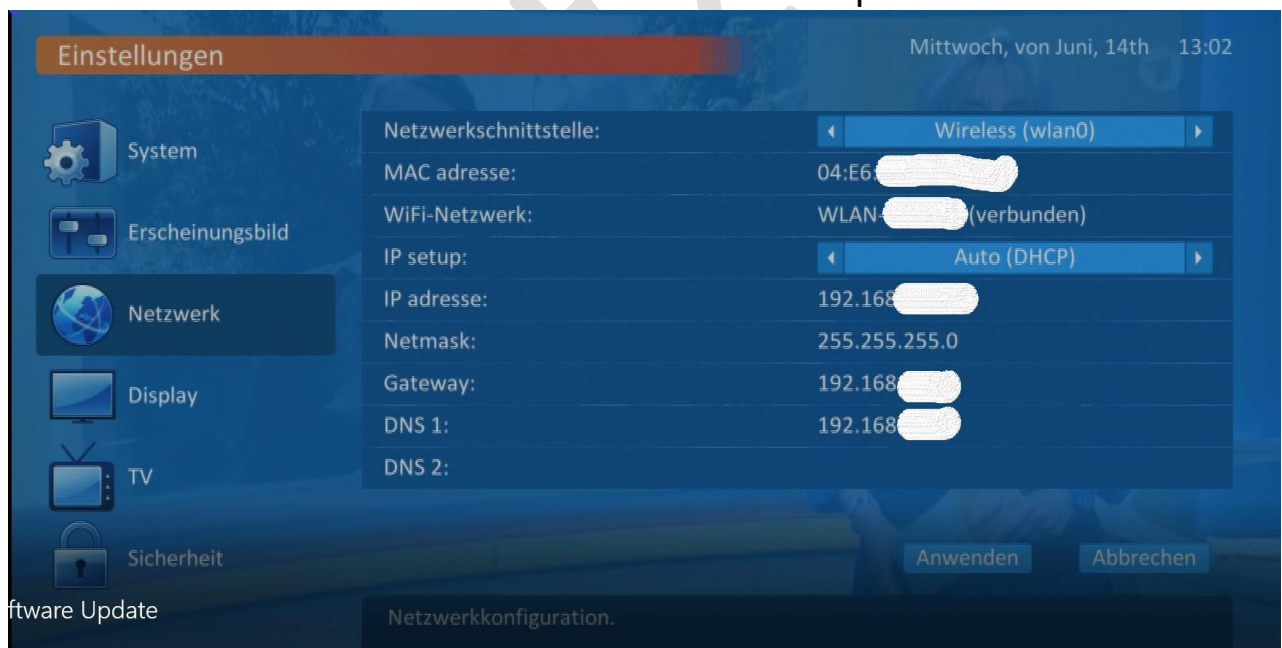 Einstellungen
Mittwoch, von Juni, 14th 13:02
System
Erscheinungsbild
Netzwerk
Display
TV
Sicherheit
ftware Update
Netzwerkschnittstelle: Wireless (wlan0)
MAC adresse: 04:E6:
WiFi-Netzwerk: WLAN- (verbunden)
IP setup: Auto (DHCP)
IP adresse: 192.168
Netmask: 255.255.255.0
Gateway: 192.168
DNS 1: 192.168
DNS 2:
Anwenden Abbrechen
Netzwerkkonfiguration.